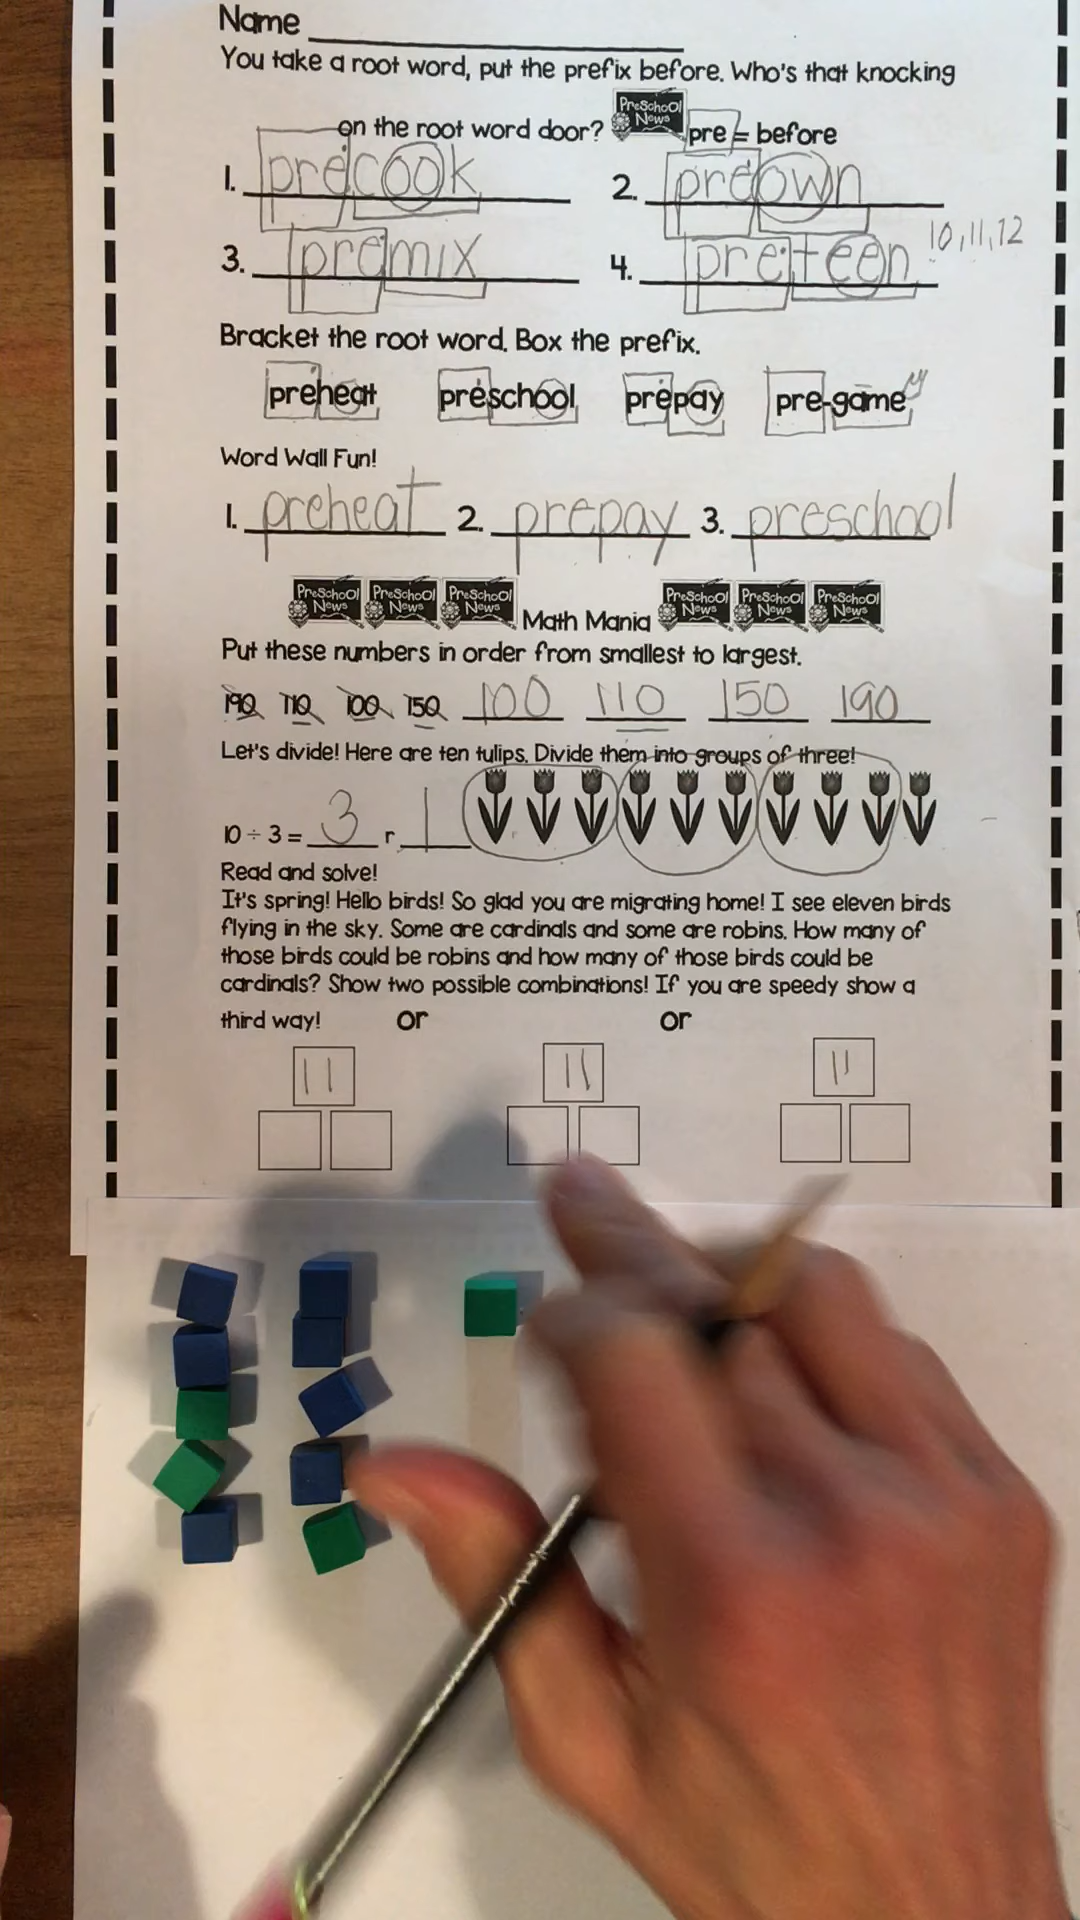 Name
You take a root word, put the prefix before. Who's that knocking
on the root word door? PreSchool News pre = before
1. precook 2. preown
3. premix 4. preteen 10, 11, 12
Bracket the root word. Box the prefix.
preheat preschool prepay pre-game
Word Wall Fun!
1. preheat 2. prepay 3. preschool
PreSchool News PreSchool News PreSchool News Math Mania PreSchool News PreSchool News PreSchool News
Put these numbers in order from smallest to largest.
190 110 100 150 100 110 150 190
Let's divide! Here are ten tulips. Divide them into groups of three!
10 ÷ 3 = 3 r 1
Read and solve!
It's spring! Hello birds! So glad you are migrating home! I see eleven birds
flying in the sky. Some are cardinals and some are robins. How many of
those birds could be robins and how many of those birds could be
cardinals? Show two possible combinations! If you are speedy show a
third way! or or
11 11 11